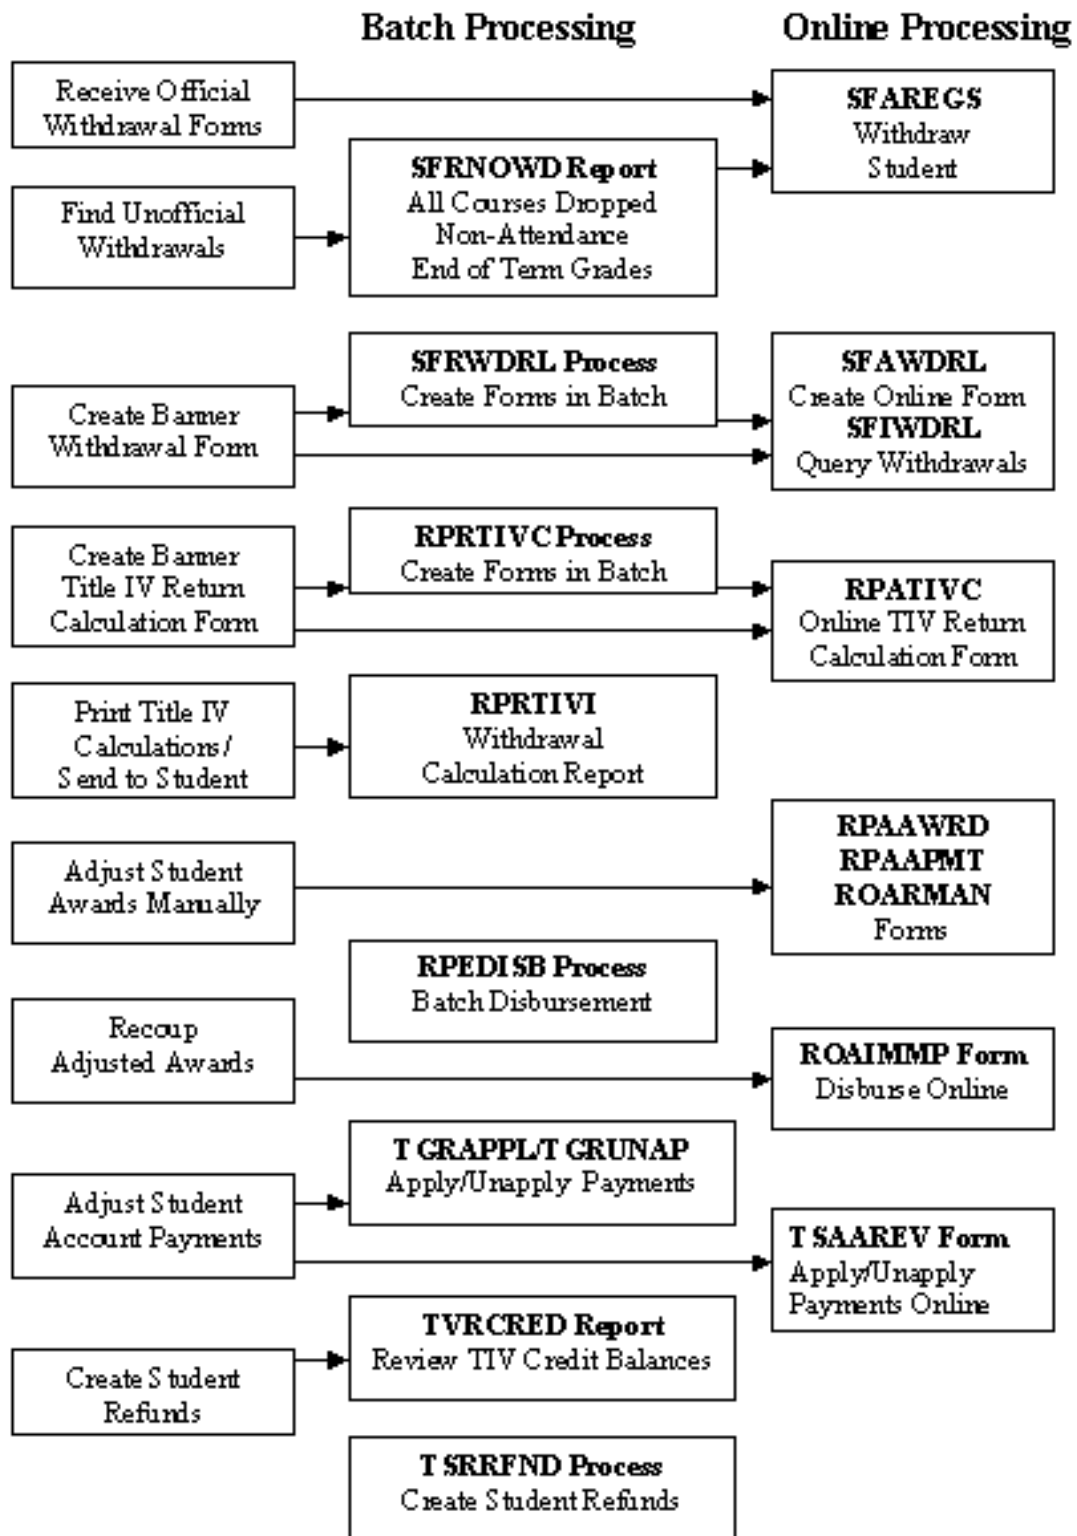 Batch Processing
Online Processing
Receive Official
Withdrawal Forms
SFAREGS
Withdraw
Student
SFRNOWD Report
All Courses Dropped
Non-Attendance
End of Term Grades
Find Unofficial
Withdrawals
SFRWDRL Process
Create Forms in Batch
SFAWDRL
Create Online Form
SFIWDRL
Query Withdrawals
Create Banner
Withdrawal Form
RPRTIVC Process
Create Forms in Batch
Create Banner
Title IV Return
Calculation Form
RPATIVC
Online TIV Return
Calculation Form
Print Title IV
Calculations/
Send to Student
RPRTIVI
Withdrawal
Calculation Report
RPAAWRD
RPAAPMT
ROARMAN
Forms
Adjust Student
Awards Manually
RPEDISB Process
Batch Disbursement
Recoup
Adjusted Awards
ROAIMMP Form
Disburse Online
TGRAPPL/TGRUNAP
Apply/Unapply Payments
Adjust Student
Account Payments
TSAAREV Form
Apply/Unapply
Payments Online
TVRCRED Report
Review TIV Credit Balances
Create Student
Refunds
TSRRFND Process
Create Student Refunds